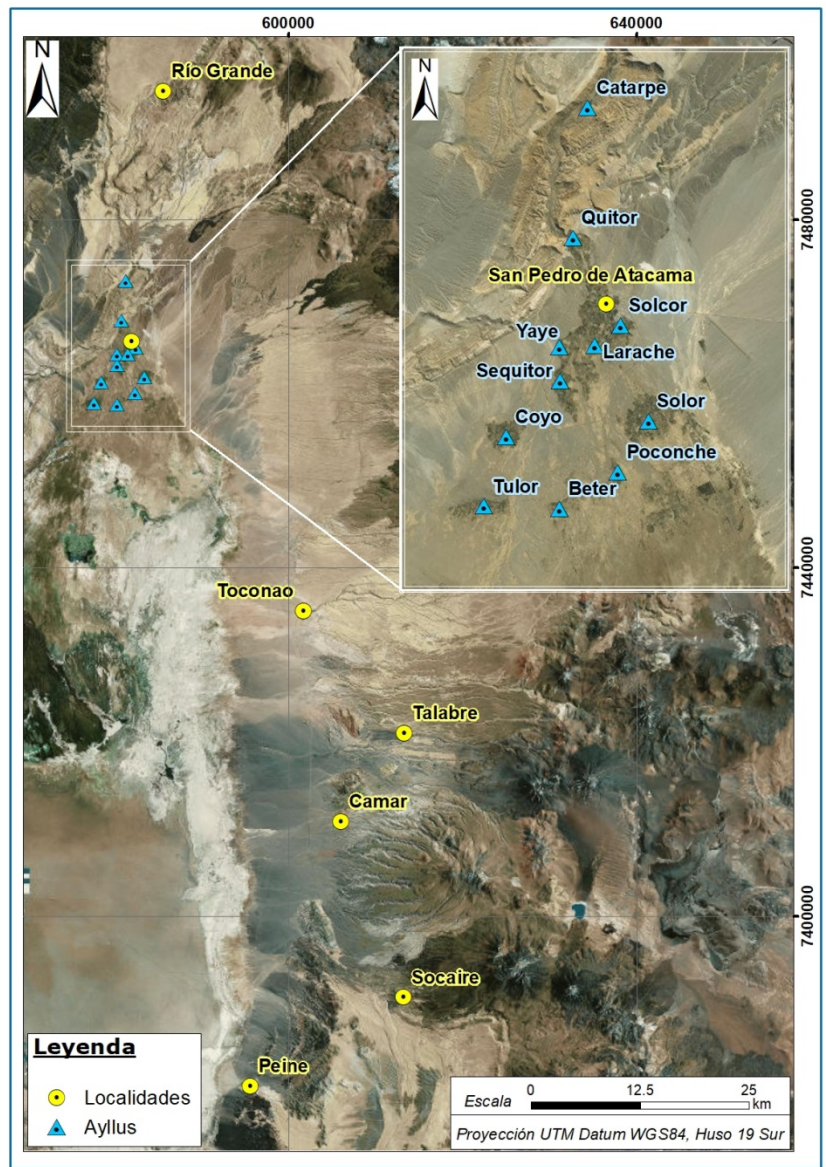 600000
640000
N
Río Grande
N
Catarpe
Quitor
7480000
San Pedro de Atacama
Solcor
Yaye
Larache
Sequitor
Solor
Coyo
Poconche
Tulor
Beter
7440000
Toconao
Talabre
Camar
7400000
Socaire
Peine
Leyenda
Localidades
Ayllus
Escala
0 12.5 25
km
Proyección UTM Datum WGS84, Huso 19 Sur